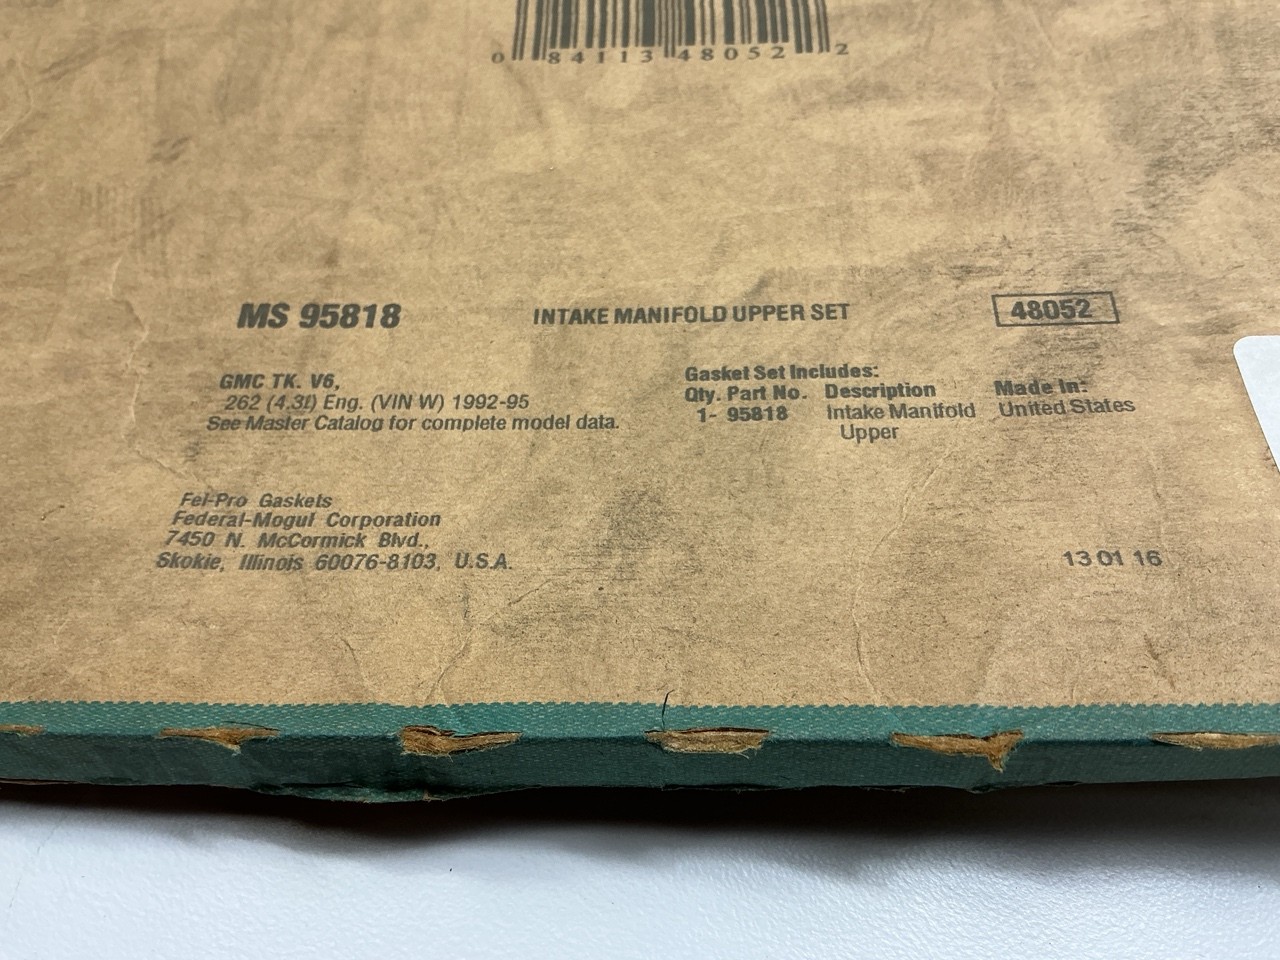 0 84113 48052 2
MS 95818 INTAKE MANIFOLD UPPER SET 48052
GMC TK. V6,
262 (4.3ℓ) Eng. (VIN W) 1992-95
See Master Catalog for complete model data.
Gasket Set Includes:
Qty. Part No. Description
1- 95818 Intake Manifold
Upper
Made In:
United States
Fel-Pro Gaskets
Federal-Mogul Corporation
7450 N. McCormick Blvd.,
Skokie, Illinois 60076-8103, U.S.A.
13 01 16